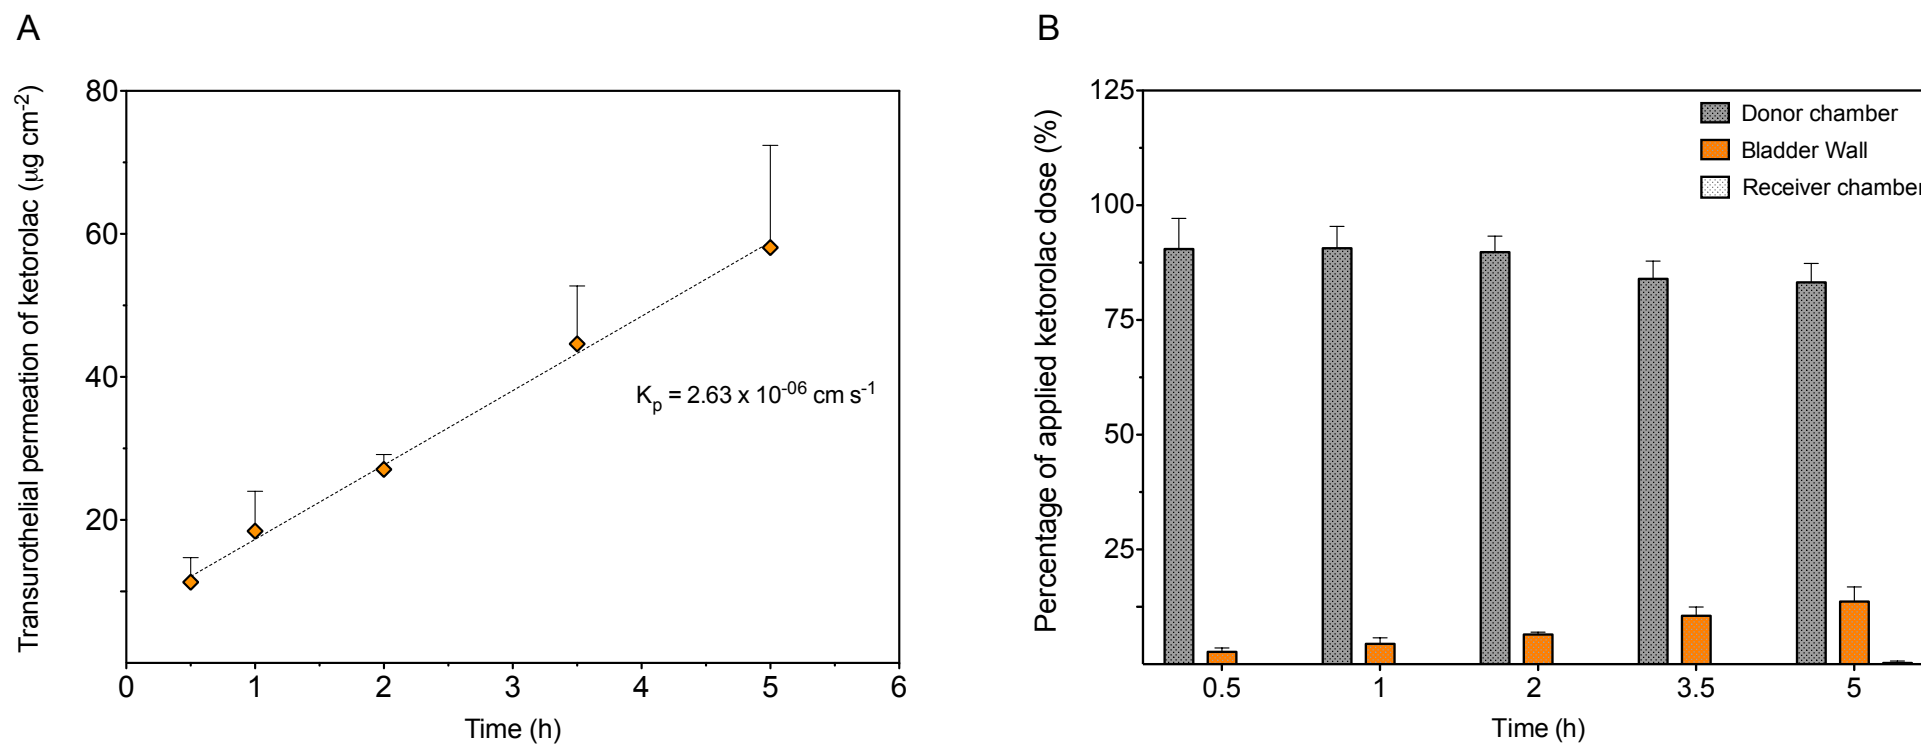 A
B
Transurothelial permeation of ketorolac (µg cm-2)
80
60
40
20
0
1
2
3
4
5
6
Time (h)
Kp = 2.63 x 10-06 cm s-1
Percentage of applied ketorolac dose (%)
125
100
75
50
25
0.5
1
2
3.5
5
Time (h)
Donor chamber
Bladder Wall
Receiver chamber